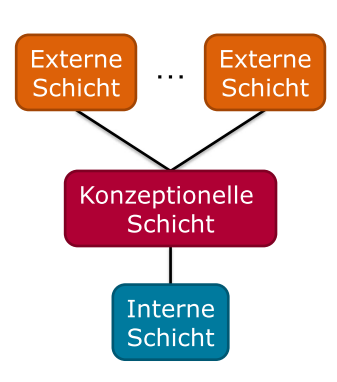 Externe
Schicht
...
Externe
Schicht
Konzeptionelle
Schicht
Interne
Schicht